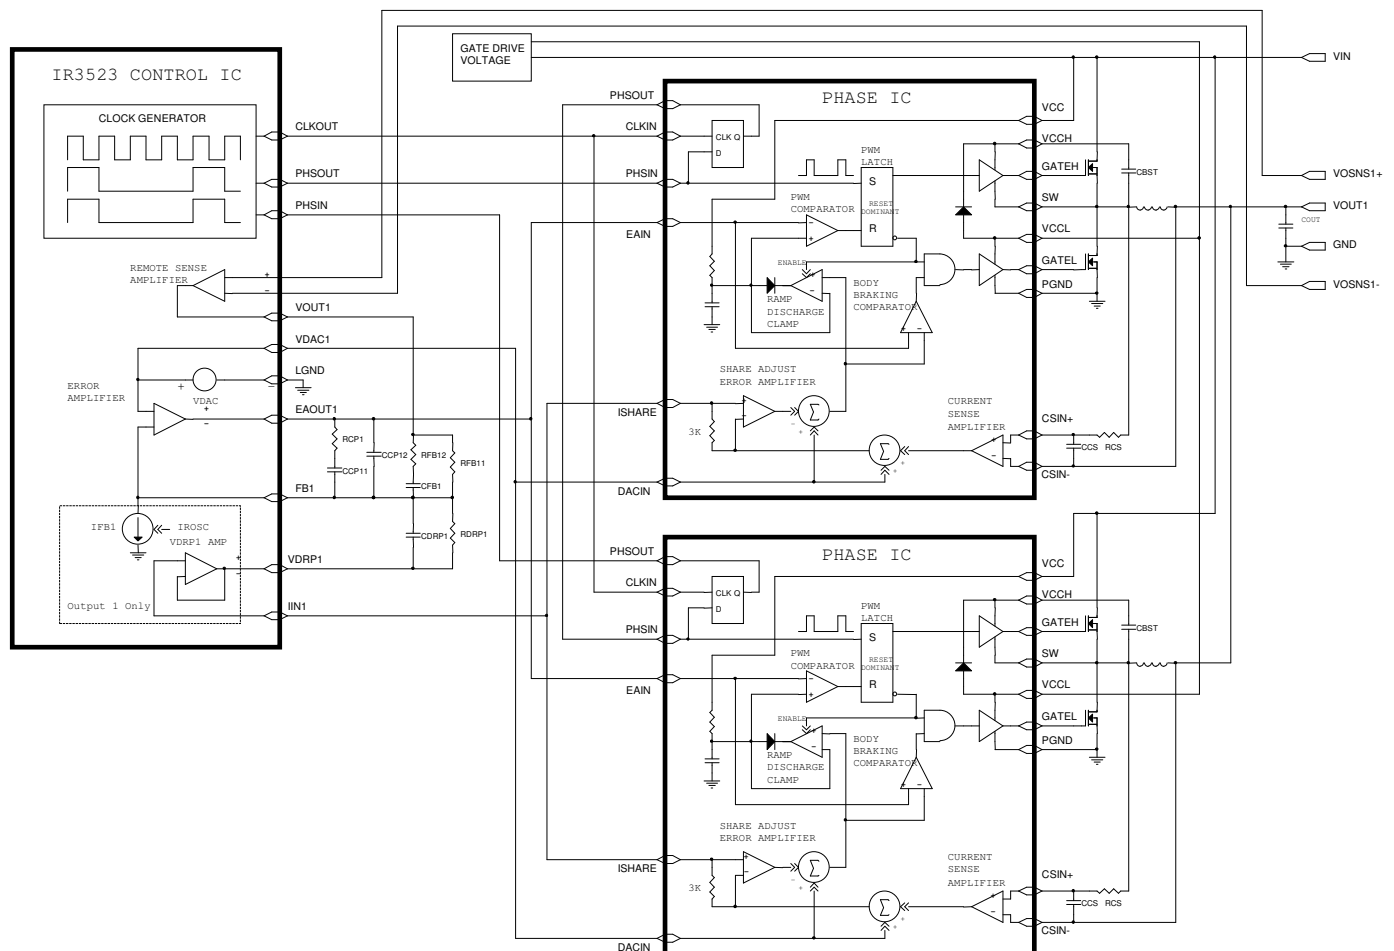 IR3523 CONTROL IC
CLOCK GENERATOR
CLKOUT
PHSOUT
PHSIN
REMOTE SENSE
AMPLIFIER
+
−
VOUT1
VDAC1
LGND
+
−
VDAC
ERROR
AMPLIFIER
+
−
EAOUT1
RCP1
CCP11
CCP12
RFB12
CFB1
RFB11
FB1
IFB1
IROSC
VDRP1 AMP
+
−
VDRP1
CDRP1
RDRP1
Output 1 Only
IIN1
GATE DRIVE
VOLTAGE
VIN
VOSNS1+
VOUT1
COUT
GND
VOSNS1-
PHASE IC
PHSOUT
CLKIN
PHSIN
EAIN
ISHARE
DACIN
CLK Q
D
PWM
LATCH
S
RESET
DOMINANT
R
PWM
COMPARATOR
−
+
ENABLE
+
−
RAMP
DISCHARGE
CLAMP
BODY
BRAKING
COMPARATOR
+
−
SHARE ADJUST
ERROR AMPLIFIER
3K
+
−
Σ
−
+
Σ
+
+
CURRENT
SENSE
AMPLIFIER
+
−
VCC
VCCH
GATEH
SW
VCCL
GATEL
PGND
CSIN+
CSIN-
CBST
CCS
RCS
PHASE IC
PHSOUT
CLKIN
PHSIN
EAIN
ISHARE
DACIN
CLK Q
D
PWM
LATCH
S
RESET
DOMINANT
R
PWM
COMPARATOR
−
+
ENABLE
+
−
RAMP
DISCHARGE
CLAMP
BODY
BRAKING
COMPARATOR
+
−
SHARE ADJUST
ERROR AMPLIFIER
3K
+
−
Σ
−
+
Σ
+
+
CURRENT
SENSE
AMPLIFIER
+
−
VCC
VCCH
GATEH
SW
VCCL
GATEL
PGND
CSIN+
CSIN-
CBST
CCS
RCS